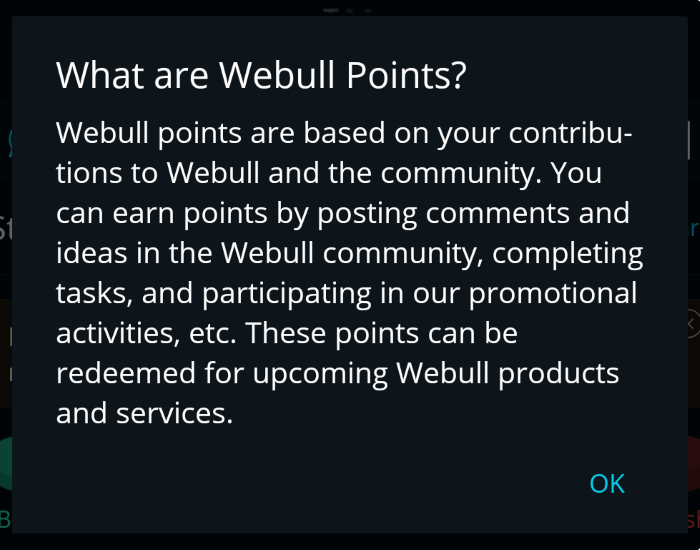 What are Webull Points?
Webull points are based on your contribu-
tions to Webull and the community. You
can earn points by posting comments and
ideas in the Webull community, completing
tasks, and participating in our promotional
activities, etc. These points can be
redeemed for upcoming Webull products
and services.
OK